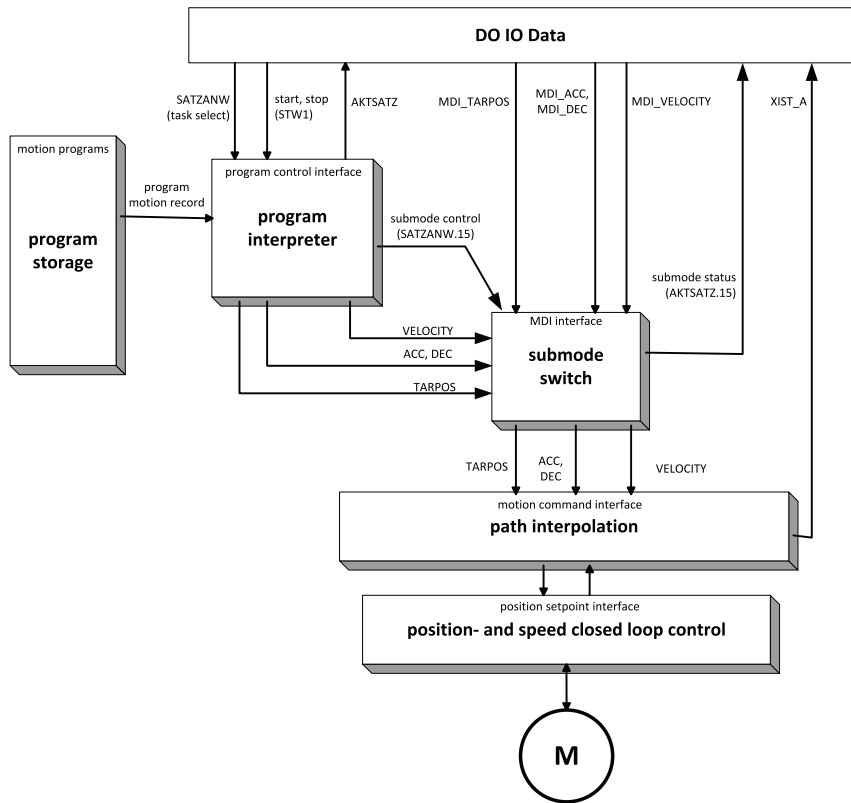 DO IO Data
SATZANW
(task select)
start, stop
(STW1)
AKTSATZ
MDI_TARPOS
MDI_ACC,
MDI_DEC
MDI_VELOCITY
XIST_A
motion programs
program
storage
program
motion record
program control interface
program
interpreter
submode control
(SATZANW.15)
submode status
(AKTSATZ.15)
VELOCITY
ACC, DEC
TARPOS
MDI interface
submode
switch
TARPOS
ACC,
DEC
VELOCITY
motion command interface
path interpolation
position setpoint interface
position- and speed closed loop control
M